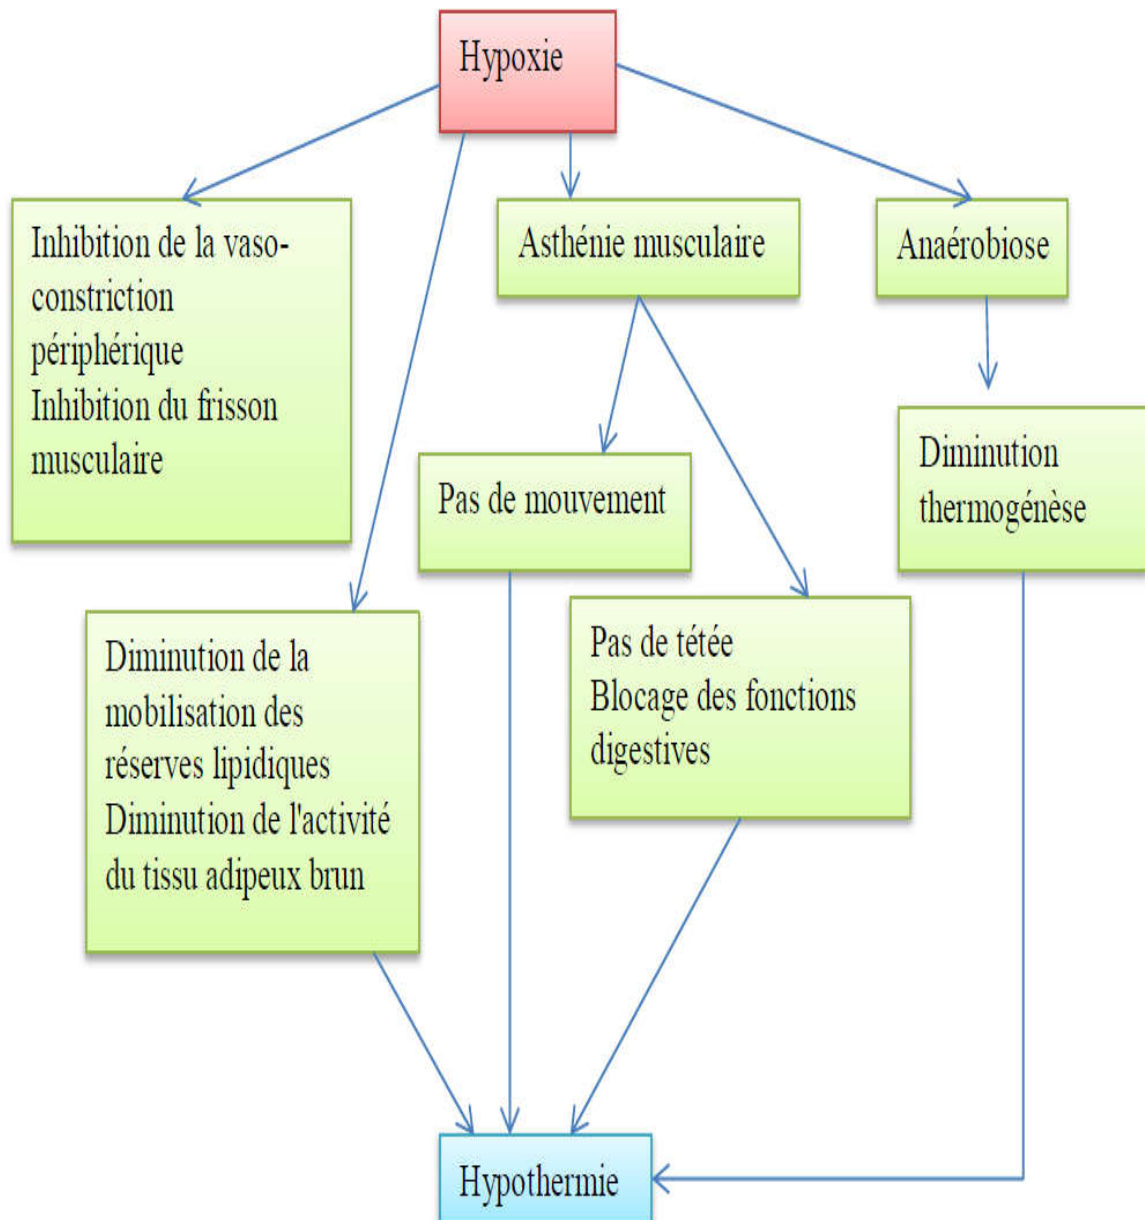 Hypoxie
Inhibition de la vaso-
constriction
périphérique
Inhibition du frisson
musculaire
Asthénie musculaire
Anaérobiose
Pas de mouvement
Diminution
thermogénèse
Diminution de la
mobilisation des
réserves lipidiques
Diminution de l'activité
du tissu adipeux brun
Pas de tétée
Blocage des fonctions
digestives
Hypothermie